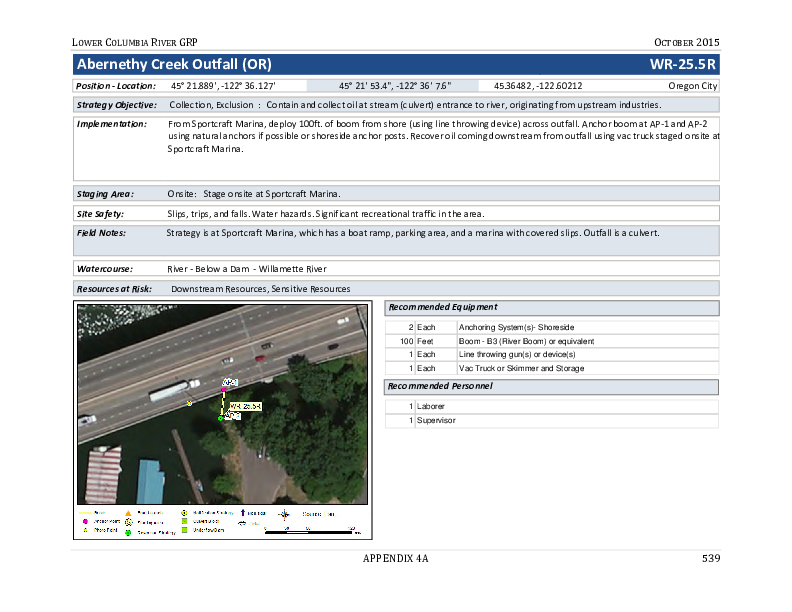 LOWER COLUMBIA RIVER GRP
OCTOBER 2015
Abernethy Creek Outfall (OR)
WR-25.5R
Position - Location: 45° 21.889', -122° 36.127' 45° 21' 53.4", -122° 36' 7.6" 45.36482, -122.60212 Oregon City
Strategy Objective: Collection, Exclusion : Contain and collect oil at stream (culvert) entrance to river, originating from upstream industries.
Implementation: From Sportcraft Marina, deploy 100ft. of boom from shore (using line throwing device) across outfall. Anchor boom at AP-1 and AP-2
using natural anchors if possible or shoreside anchor posts. Recover oil coming downstream from outfall using vac truck staged onsite at
Sportcraft Marina.
Staging Area: Onsite: Stage onsite at Sportcraft Marina.
Site Safety: Slips, trips, and falls. Water hazards. Significant recreational traffic in the area.
Field Notes: Strategy is at Sportcraft Marina, which has a boat ramp, parking area, and a marina with covered slips. Outfall is a culvert.
Watercourse: River - Below a Dam - Willamette River
Resources at Risk: Downstream Resources, Sensitive Resources
Recommended Equipment
2 Each Anchoring System(s)- Shoreside
100 Feet Boom - B3 (River Boom) or equivalent
1 Each Line throwing gun(s) or device(s)
1 Each Vac Truck or Skimmer and Storage
Recommended Personnel
1 Laborer
1 Supervisor
WR-25.5R
Anchor Point
Photo Point
APPENDIX 4A
539